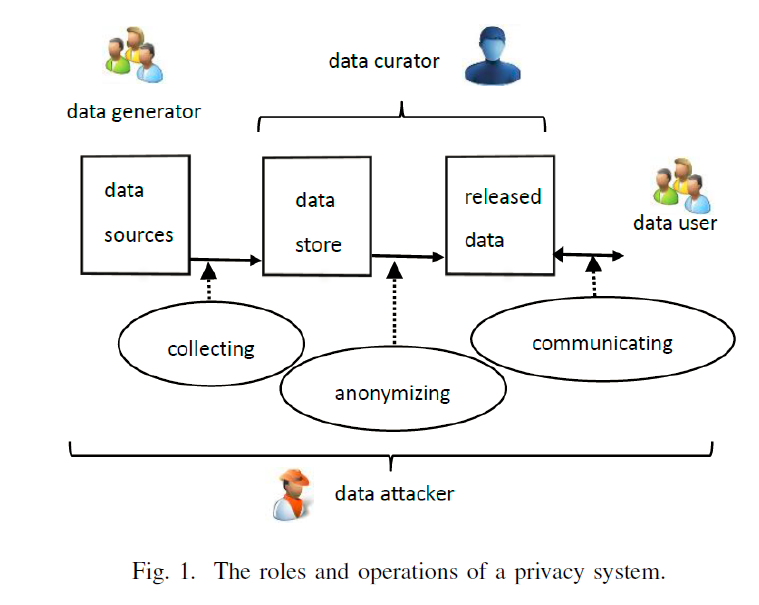 data curator
data generator
data
sources
data
store
released
data
data user
collecting
anonymizing
communicating
data attacker
Fig. 1. The roles and operations of a privacy system.